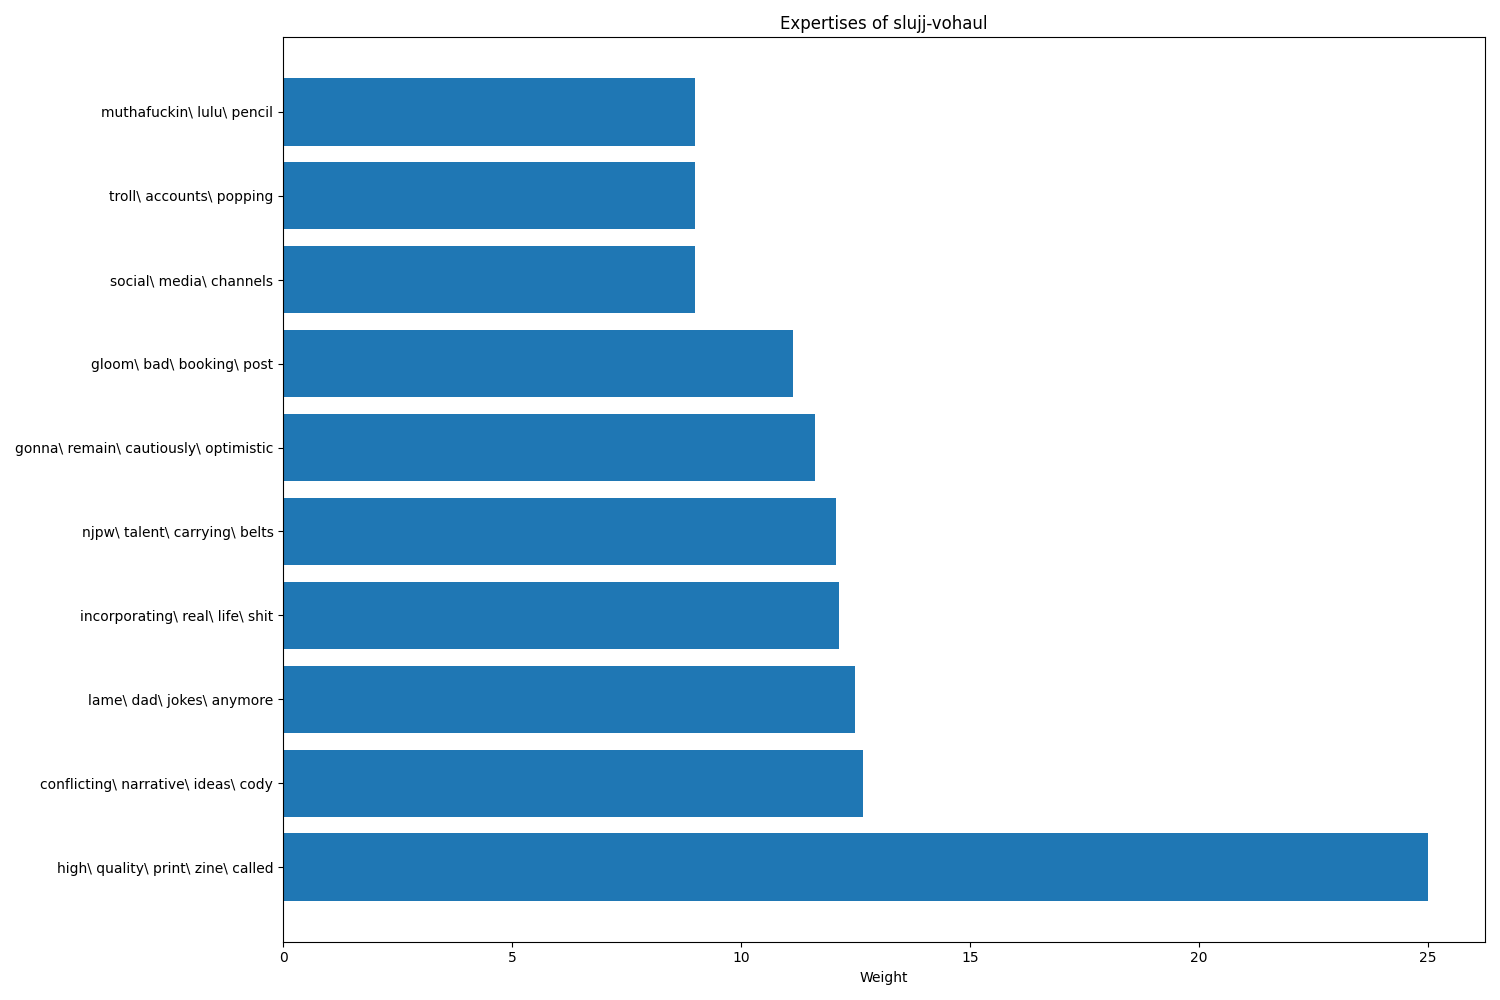 Expertises of slujj-vohaul
muthafuckin\ lulu\ pencil
troll\ accounts\ popping
social\ media\ channels
gloom\ bad\ booking\ post
gonna\ remain\ cautiously\ optimistic
njpw\ talent\ carrying\ belts
incorporating\ real\ life\ shit
lame\ dad\ jokes\ anymore
conflicting\ narrative\ ideas\ cody
high\ quality\ print\ zine\ called
0 5 10 15 20 25
Weight